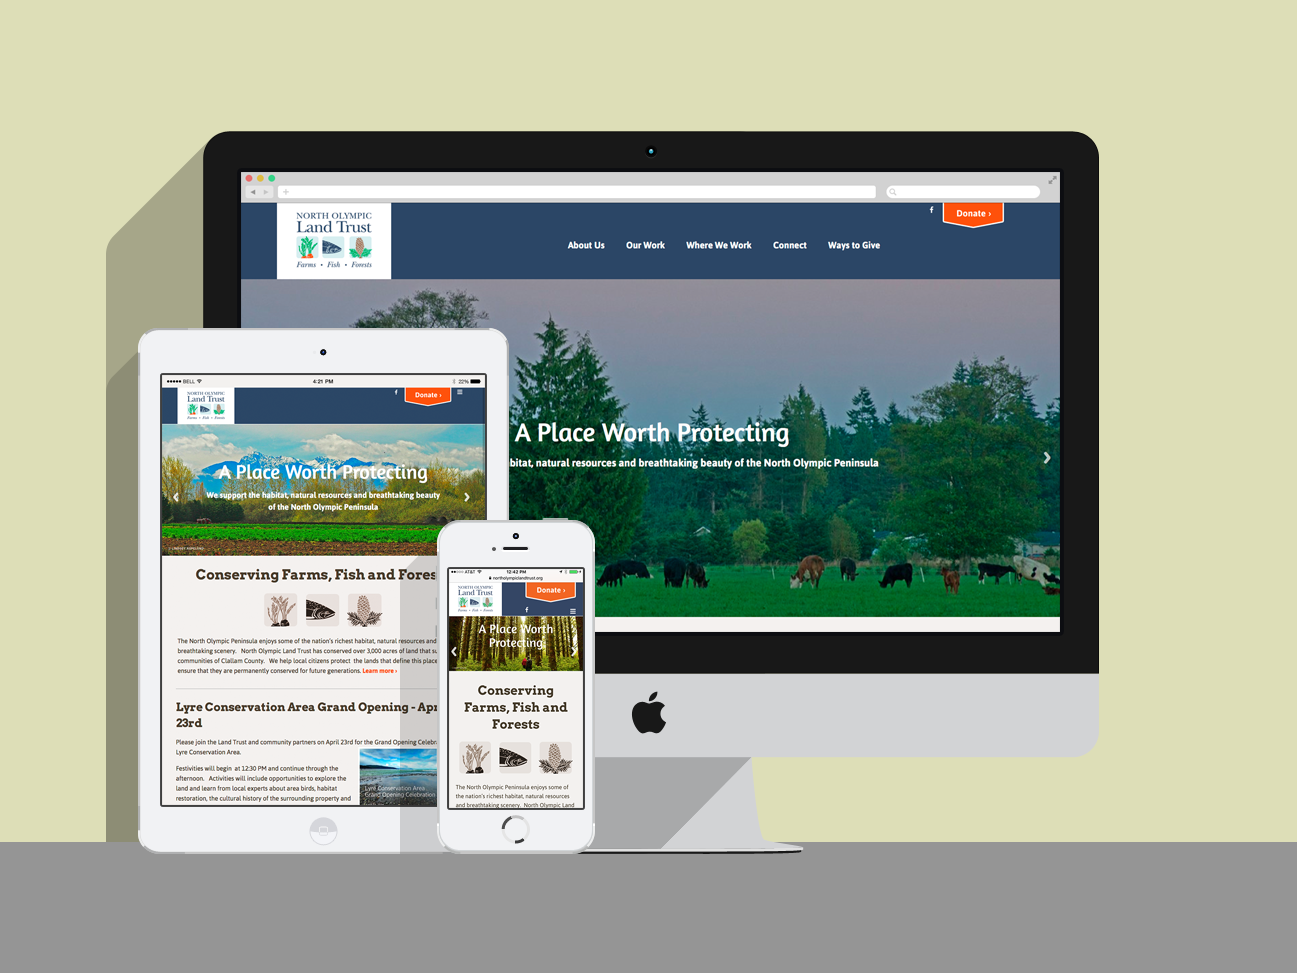 NORTH OLYMPIC
Land Trust
Farms • Fish • Forests
Donate ›
About Us Our Work Where We Work Connect Ways to Give
A Place Worth Protecting
bitat, natural resources and breathtaking beauty of the North Olympic Peninsula
BELL 4:21 PM 22%
NORTH OLYMPIC
Land Trust
Farms • Fish • Forests
Donate ›
A Place Worth Protecting
We support the habitat, natural resources and breathtaking beauty
of the North Olympic Peninsula
Conserving Farms, Fish and Fores
The North Olympic Peninsula enjoys some of the nation's richest habitat, natural resources and
breathtaking scenery. North Olympic Land Trust has conserved over 3,000 acres of land that su
communities of Clallam County. We help local citizens protect the lands that define this place
ensure that they are permanently conserved for future generations. Learn more ›
Lyre Conservation Area Grand Opening - Apr
23rd
Please join the Land Trust and community partners on April 23rd for the Grand Opening Celebr
Lyre Conservation Area.
Festivities will begin at 12:30 PM and continue through the
afternoon. Activities will include opportunities to explore the
land and learn from local experts about area birds, habitat
restoration, the cultural history of the surrounding property and
Lyre Conservation Area
Grand Opening Celebration
AT&T 12:42 PM
northolympiclandtrust.org
NORTH OLYMPIC
Land Trust
Farms • Fish • Forests
Donate ›
A Place Worth
Protecting
Conserving
Farms, Fish and
Forests
The North Olympic Peninsula enjoys some of
the nation's richest habitat, natural resources
and breathtaking scenery. North Olympic Land